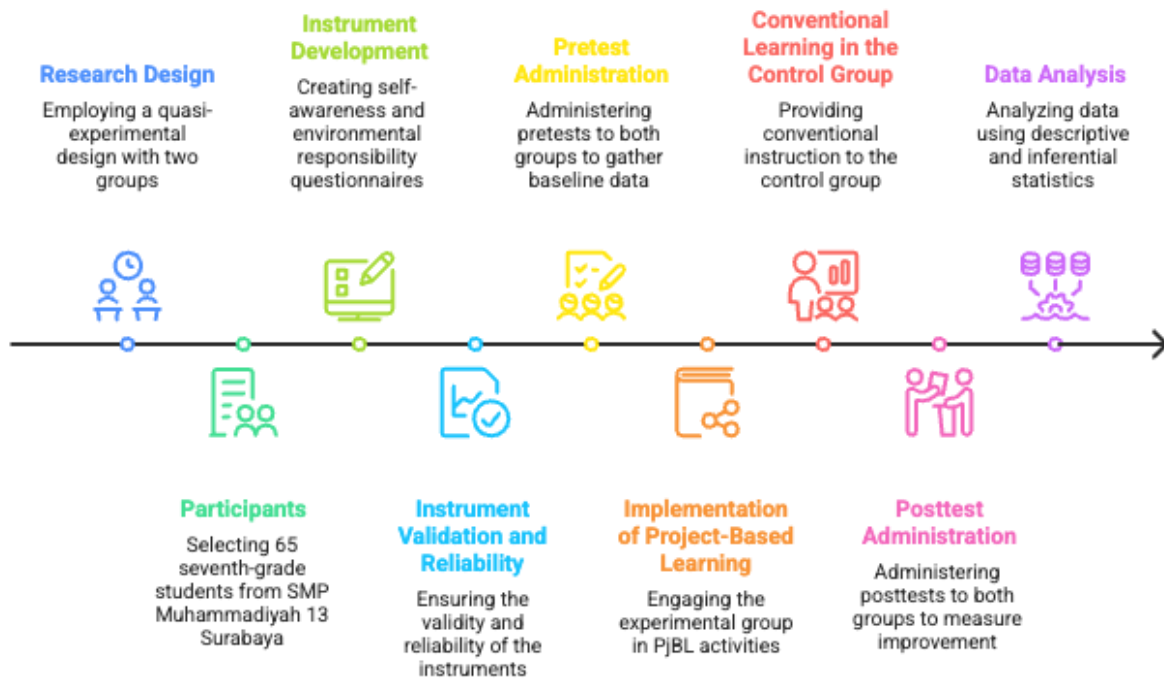 Research Design
Employing a quasi-
experimental
design with two
groups
Participants
Selecting 65
seventh-grade
students from SMP
Muhammadiyah 13
Surabaya
Instrument
Development
Creating self-
awareness and
environmental
responsibility
questionnaires
Instrument
Validation and
Reliability
Ensuring the
validity and
reliability of the
instruments
Pretest
Administration
Administering
pretests to both
groups to gather
baseline data
Implementation
of Project-Based
Learning
Engaging the
experimental group
in PjBL activities
Conventional
Learning in the
Control Group
Providing
conventional
instruction to the
control group
Posttest
Administration
Administering
posttests to both
groups to measure
improvement
Data Analysis
Analyzing data
using descriptive
and inferential
statistics